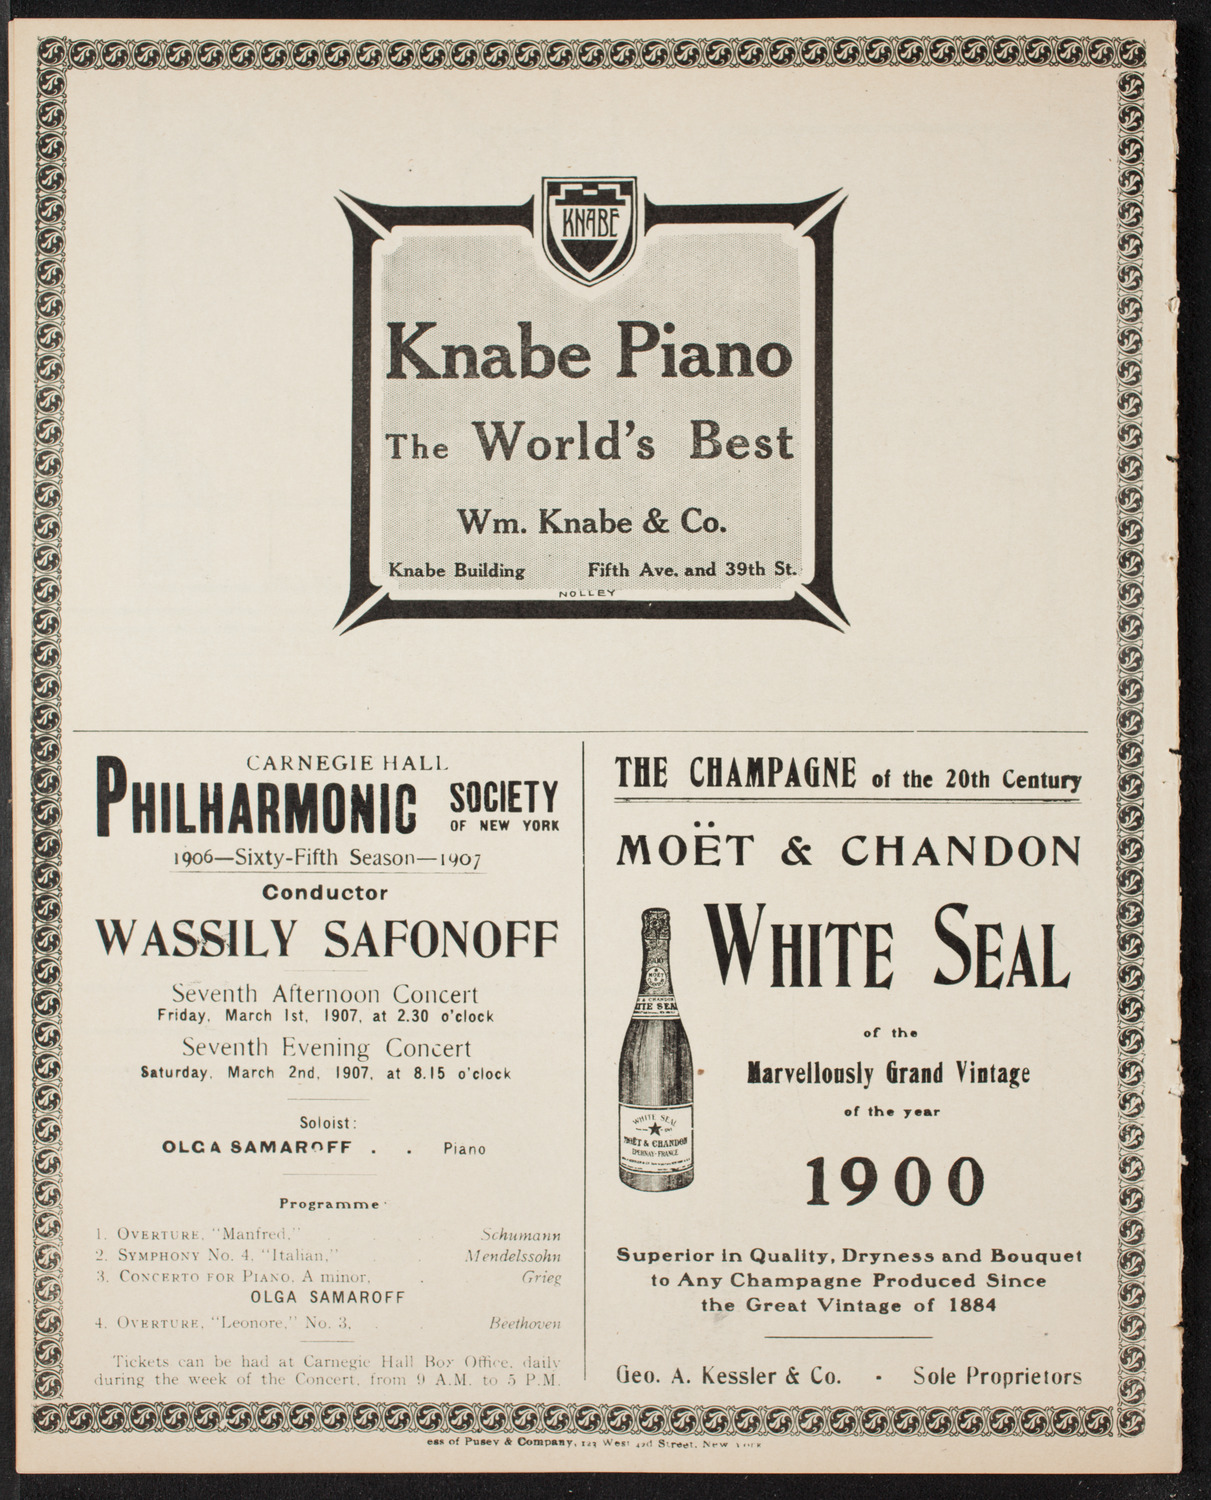 KNABE
Knabe Piano
The World's Best
Wm. Knabe & Co.
Knabe Building Fifth Ave. and 39th St.
NOLLEY
CARNEGIE HALL
PHILHARMONIC SOCIETY
OF NEW YORK
1906—Sixty-Fifth Season—1907
Conductor
WASSILY SAFONOFF
Seventh Afternoon Concert
Friday, March 1st, 1907, at 2.30 o'clock
Seventh Evening Concert
Saturday, March 2nd, 1907, at 8.15 o'clock
Soloist:
OLGA SAMAROFF . . Piano
Programme
1. OVERTURE, "Manfred," . . . Schumann
2. SYMPHONY No. 4, "Italian," . . Mendelssohn
3. CONCERTO FOR PIANO, A minor, . Grieg
OLGA SAMAROFF
4. OVERTURE, "Leonore," No. 3, . . Beethoven
Tickets can be had at Carnegie Hall Box Office, daily
during the week of the Concert, from 9 A.M. to 5 P.M.
THE CHAMPAGNE of the 20th Century
MOËT & CHANDON
WHITE SEAL
of the
Marvellously Grand Vintage
of the year
1900
WHITE SEAL
MOËT & CHANDON
EPERNAY-FRANCE
Superior in Quality, Dryness and Bouquet
to Any Champagne Produced Since
the Great Vintage of 1884
Geo. A. Kessler & Co. - Sole Proprietors
ess of Pusey & Company, 123 West 42d Street, New York